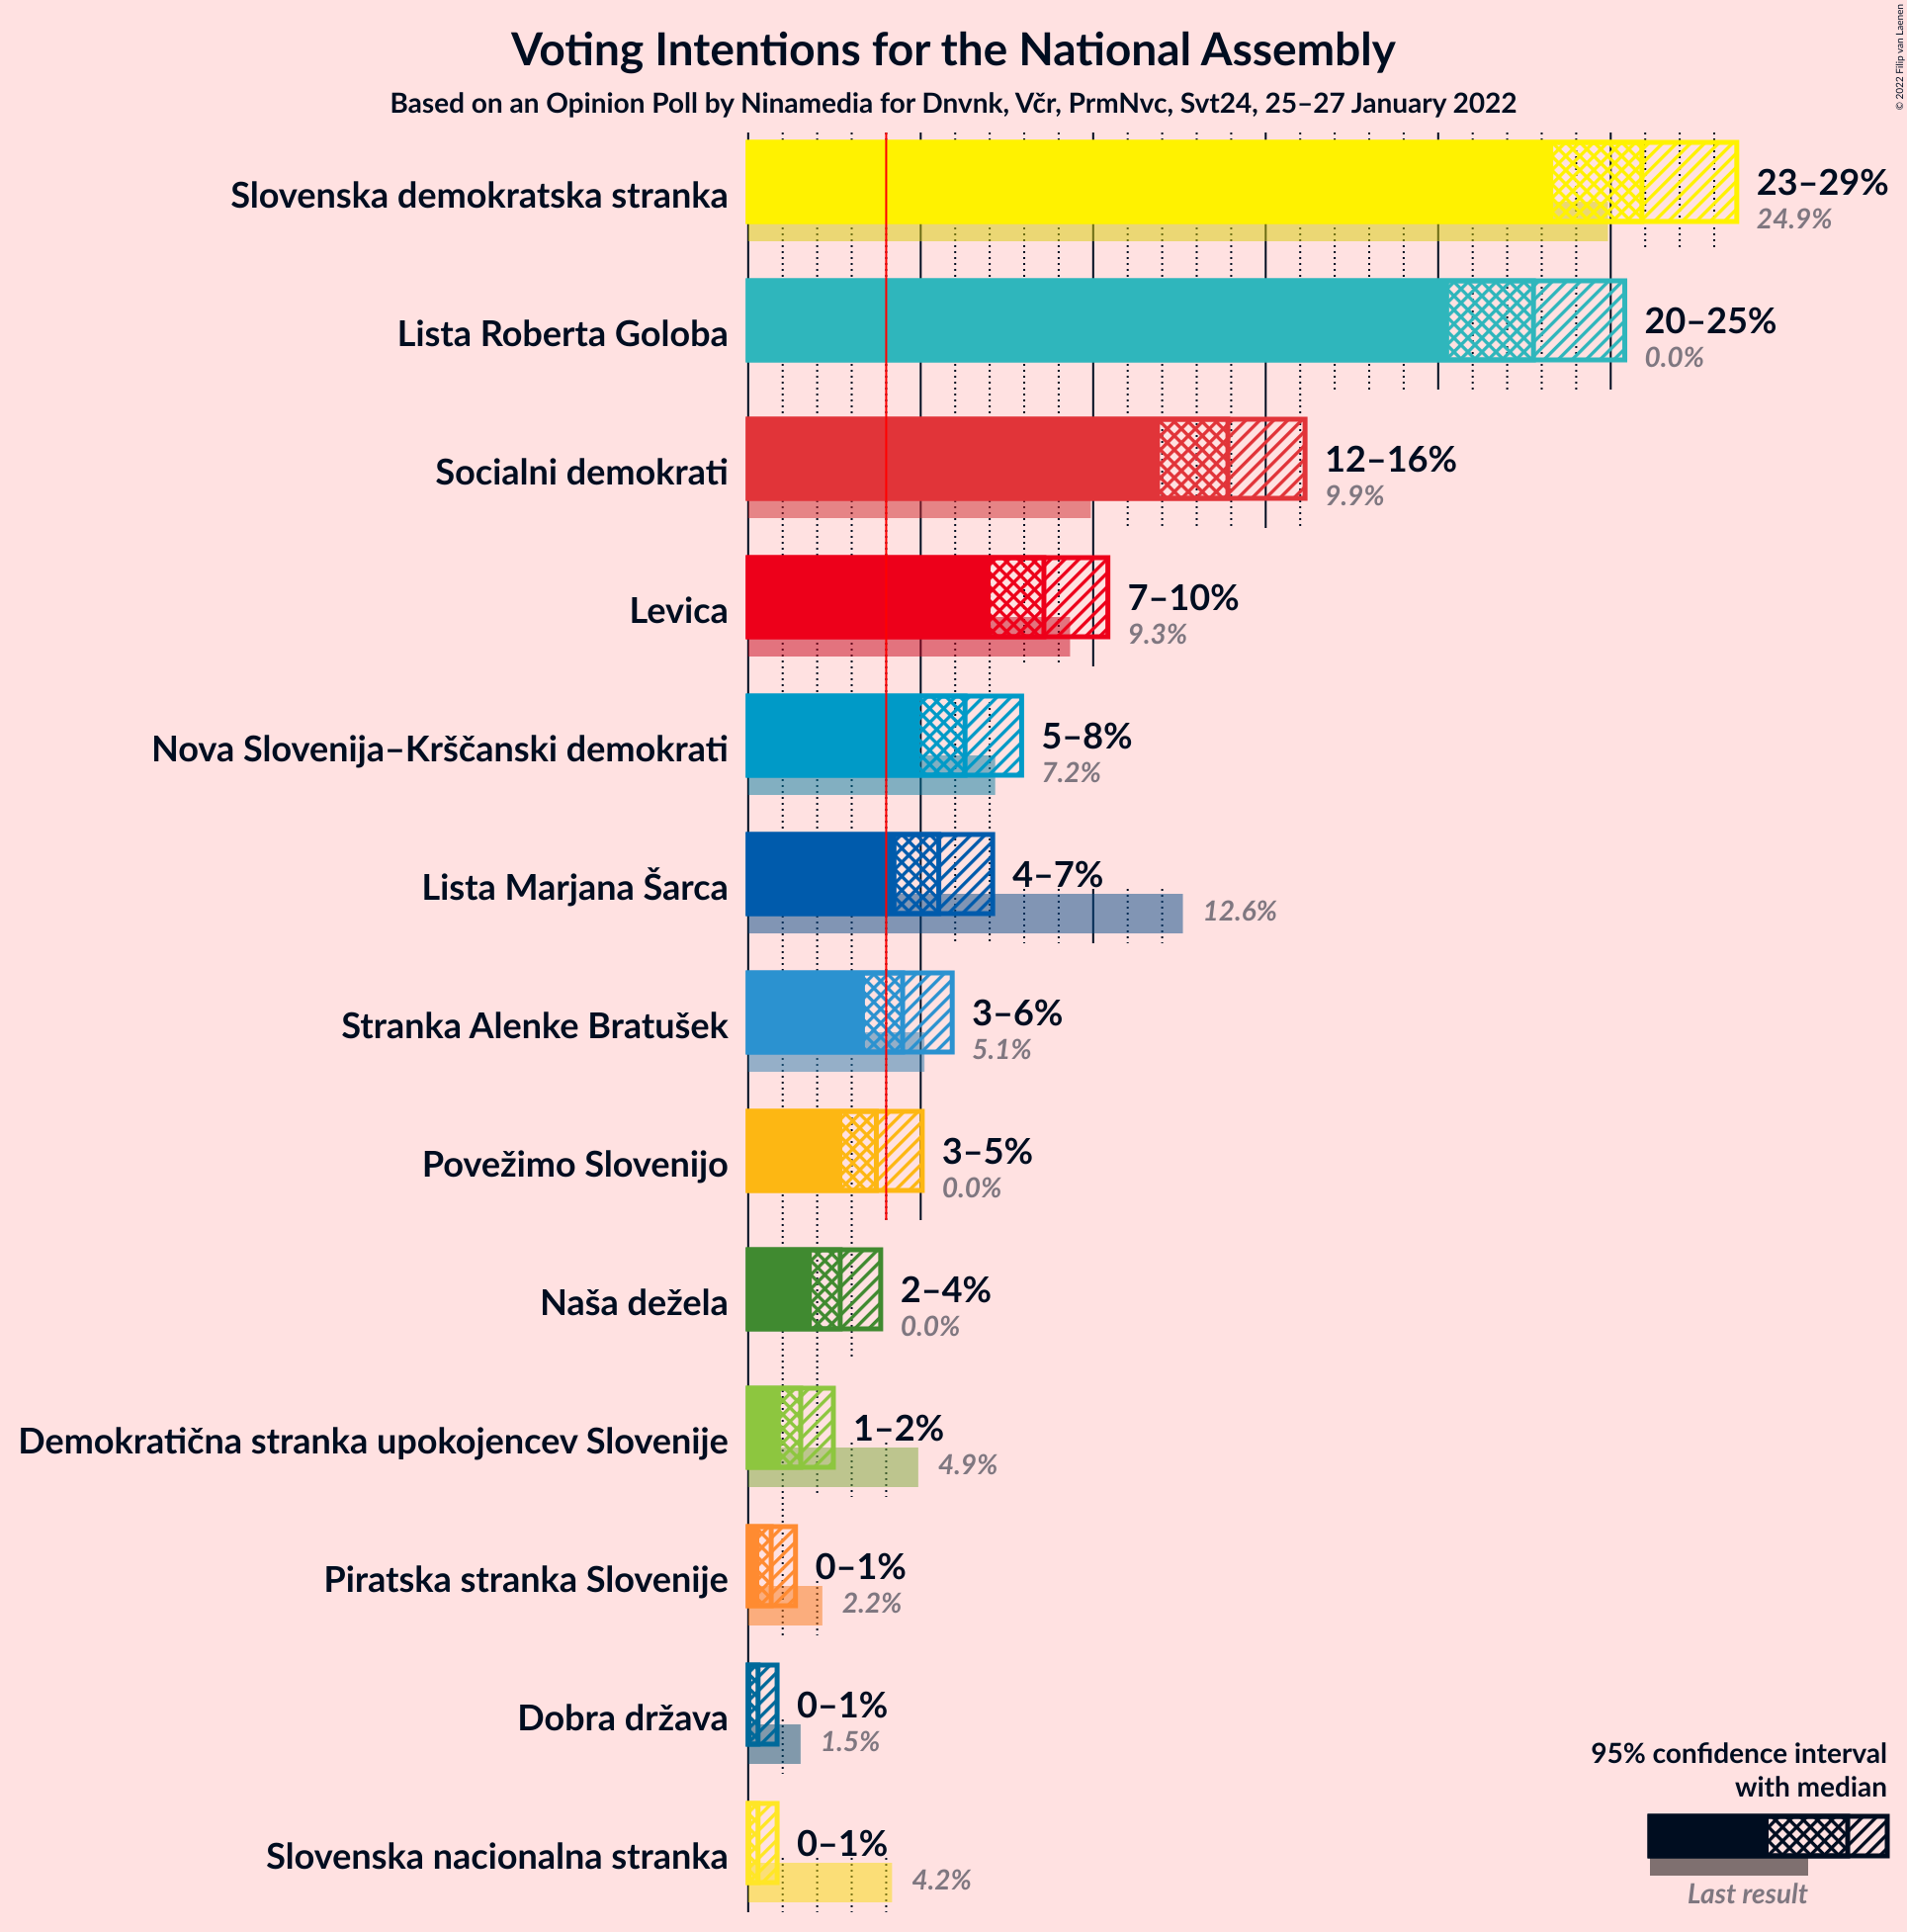 Voting Intentions for the National Assembly
Based on an Opinion Poll by Ninamedia for Dnvnk, Včr, PrmNvc, Svt24, 25–27 January 2022
© 2022 Filip van Laenen
Slovenska demokratska stranka
23–29%
24.9%
Lista Roberta Goloba
20–25%
0.0%
Socialni demokrati
12–16%
9.9%
Levica
7–10%
9.3%
Nova Slovenija–Krščanski demokrati
5–8%
7.2%
Lista Marjana Šarca
4–7%
12.6%
Stranka Alenke Bratušek
3–6%
5.1%
Povežimo Slovenijo
3–5%
0.0%
Naša dežela
2–4%
0.0%
Demokratična stranka upokojencev Slovenije
1–2%
4.9%
Piratska stranka Slovenije
0–1%
2.2%
Dobra država
0–1%
1.5%
Slovenska nacionalna stranka
0–1%
4.2%
95% confidence interval
with median
Last result